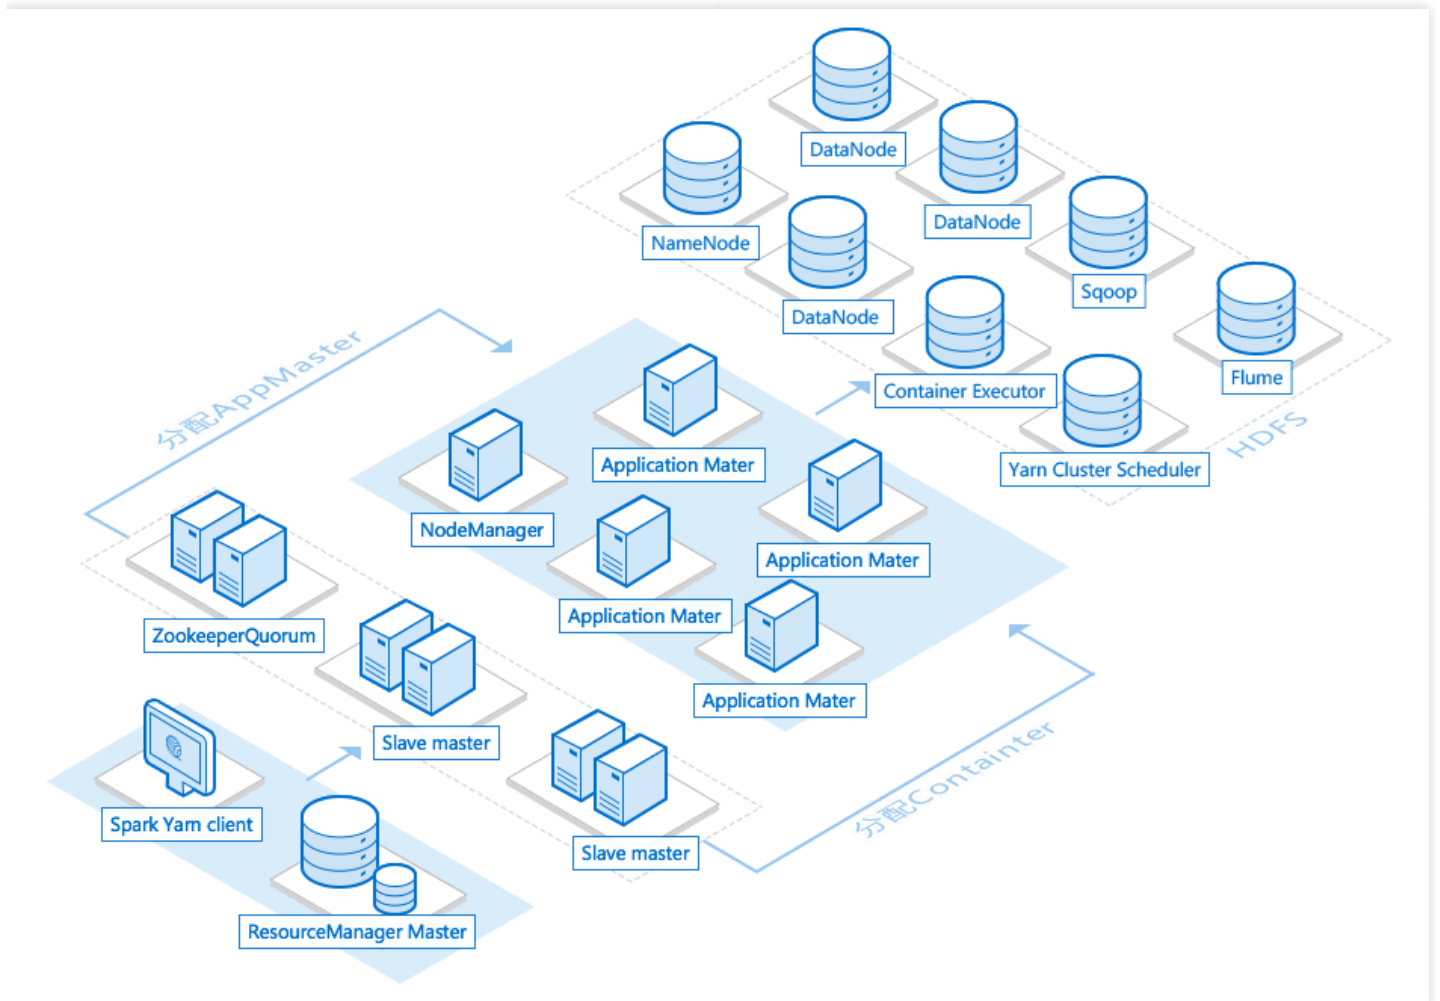 DataNode
NameNode
DataNode
DataNode
Sqoop
Container Executor
Flume
Yarn Cluster Scheduler
HDFS
分配AppMaster
Application Mater
NodeManager
Application Mater
Application Mater
Application Mater
ZookeeperQuorum
Slave master
Slave master
分配Containter
Spark Yarn client
ResourceManager Master